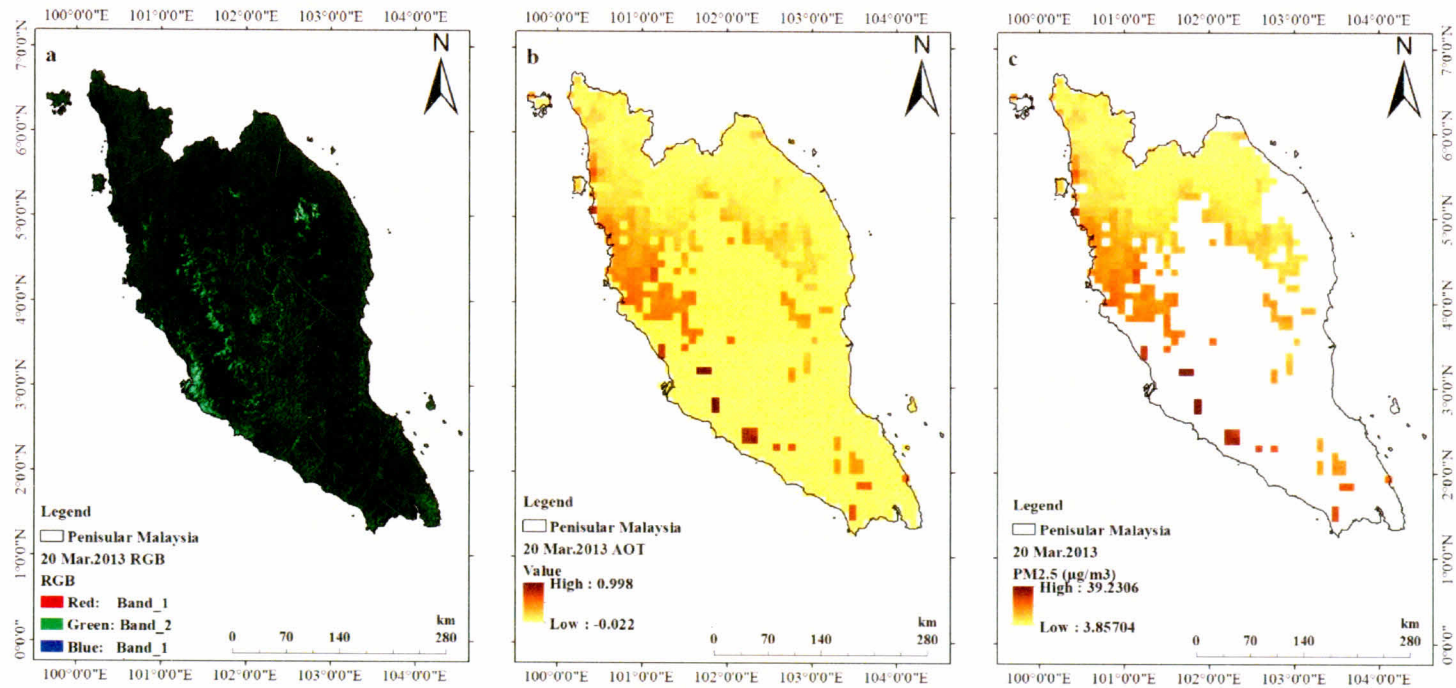 100°0'0"E 101°0'0"E 102°0'0"E 103°0'0"E 104°0'0"E
100°0'0"E 101°0'0"E 102°0'0"E 103°0'0"E 104°0'0"E
100°0'0"E 101°0'0"E 102°0'0"E 103°0'0"E 104°0'0"E
7°0'0"N
6°0'0"N
5°0'0"N
4°0'0"N
3°0'0"N
2°0'0"N
1°0'0"N
0°0'0"
a
N
Legend
Penisular Malaysia
20 Mar.2013 RGB
RGB
Red: Band_1
Green: Band_2
Blue: Band_1
km
0 70 140 280
b
N
Legend
Penisular Malaysia
20 Mar.2013 AOT
Value
High : 0.998
Low : -0.022
km
0 70 140 280
c
N
Legend
Penisular Malaysia
20 Mar.2013
PM2.5 (µg/m3)
High : 39.2306
Low : 3.85704
km
0 70 140 280
7°0'0"N
6°0'0"N
5°0'0"N
4°0'0"N
3°0'0"N
2°0'0"N
1°0'0"N
0°0'0"
100°0'0"E 101°0'0"E 102°0'0"E 103°0'0"E 104°0'0"E
100°0'0"E 101°0'0"E 102°0'0"E 103°0'0"E 104°0'0"E
100°0'0"E 101°0'0"E 102°0'0"E 103°0'0"E 104°0'0"E